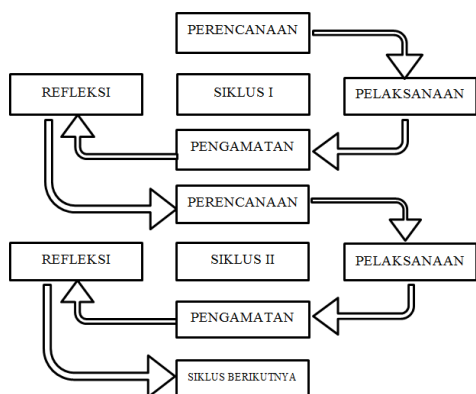 PERENCANAAN
REFLEKSI
SIKLUS I
PELAKSANAAN
PENGAMATAN
PERENCANAAN
REFLEKSI
SIKLUS II
PELAKSANAAN
PENGAMATAN
SIKLUS BERIKUTNYA